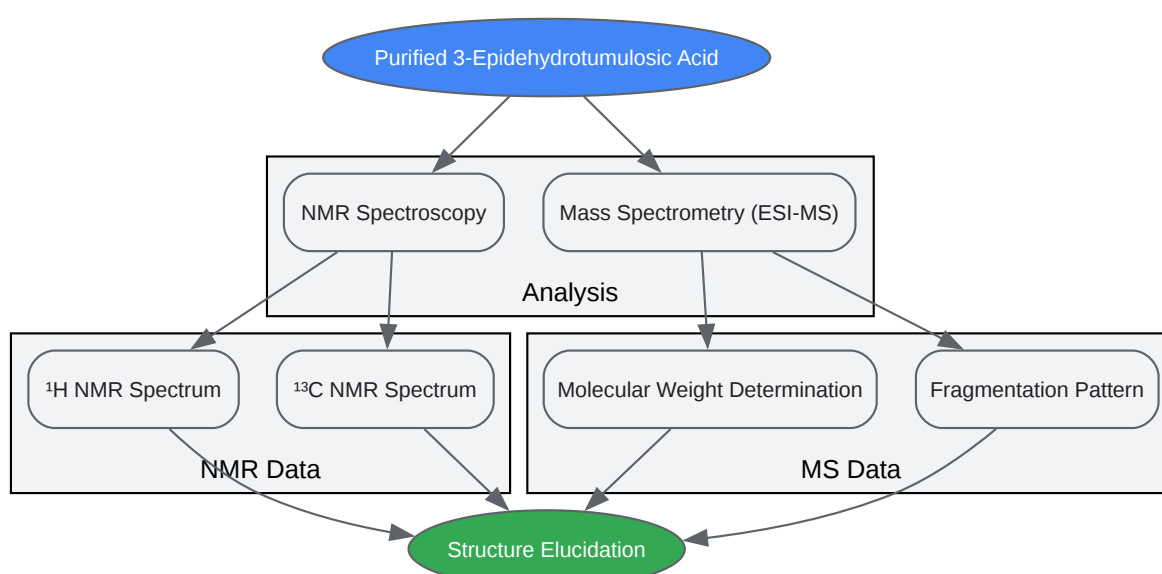 Purified 3-Epidehydrotumulosic Acid
NMR Spectroscopy
Mass Spectrometry (ESI-MS)
Analysis
¹H NMR Spectrum
¹³C NMR Spectrum
Molecular Weight Determination
Fragmentation Pattern
NMR Data
MS Data
Structure Elucidation